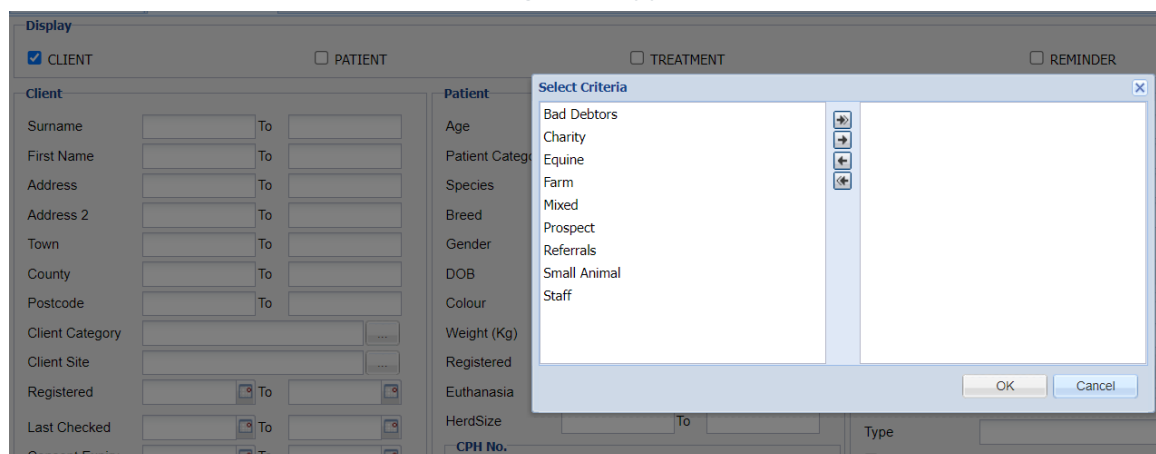 Display
CLIENT PATIENT TREATMENT REMINDER
Client
Surname To
First Name To
Address To
Address 2 To
Town To
County To
Postcode To
Client Category ...
Client Site ...
Registered To
Last Checked To
Patient
Age
Patient Catego
Species
Breed
Gender
DOB
Colour
Weight (Kg)
Registered
Euthanasia
HerdSize To
CPH No.
Type
Select Criteria
Bad Debtors
Charity
Equine
Farm
Mixed
Prospect
Referrals
Small Animal
Staff
OK Cancel